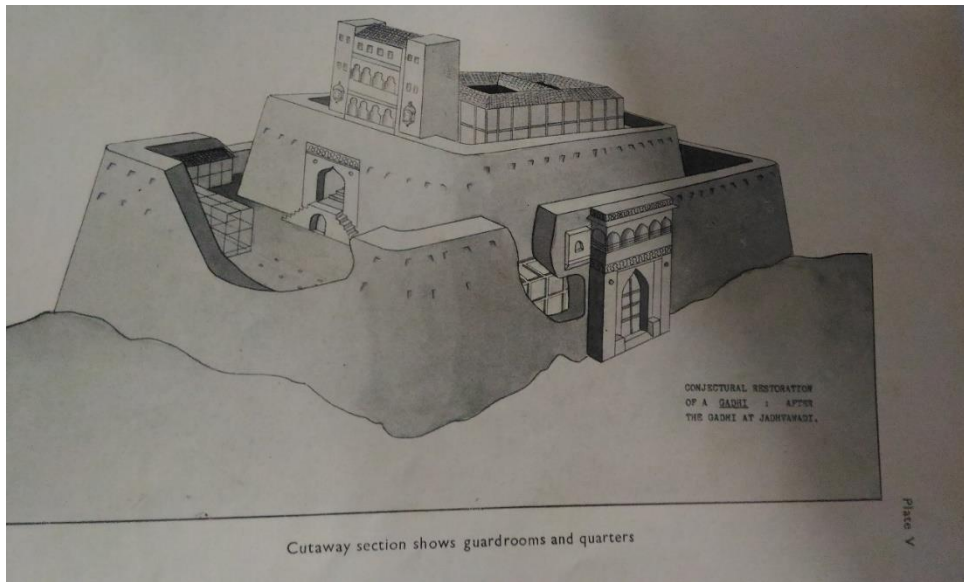 CONJECTURAL RESTORATION
OF A GADHI : AFTER
THE GADHI AT JADHVAWADI.
Plate V
Cutaway section shows guardrooms and quarters